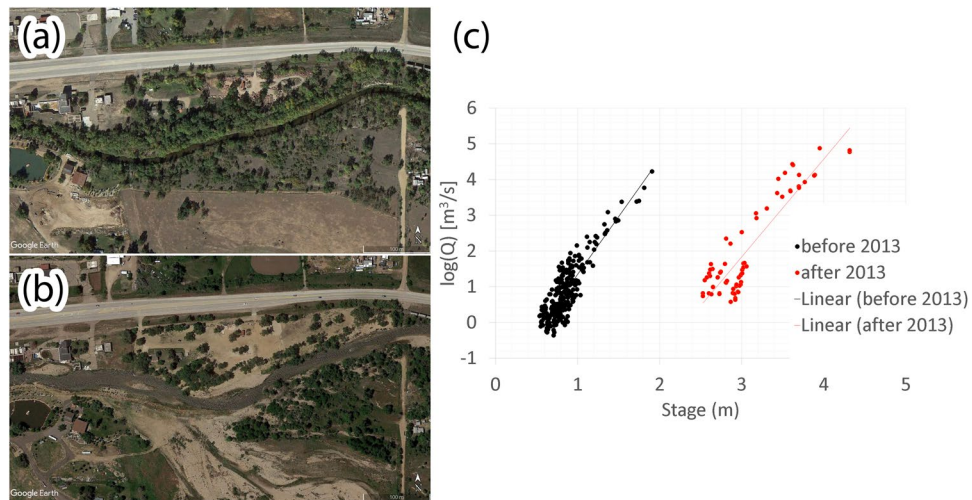 (a)
Google Earth
(b)
Google Earth
100 m
(c)
6
5
4
3
2
1
0
-1
log(Q) [m³/s]
before 2013
after 2013
Linear (before 2013)
Linear (after 2013)
0 1 2 3 4 5
Stage (m)